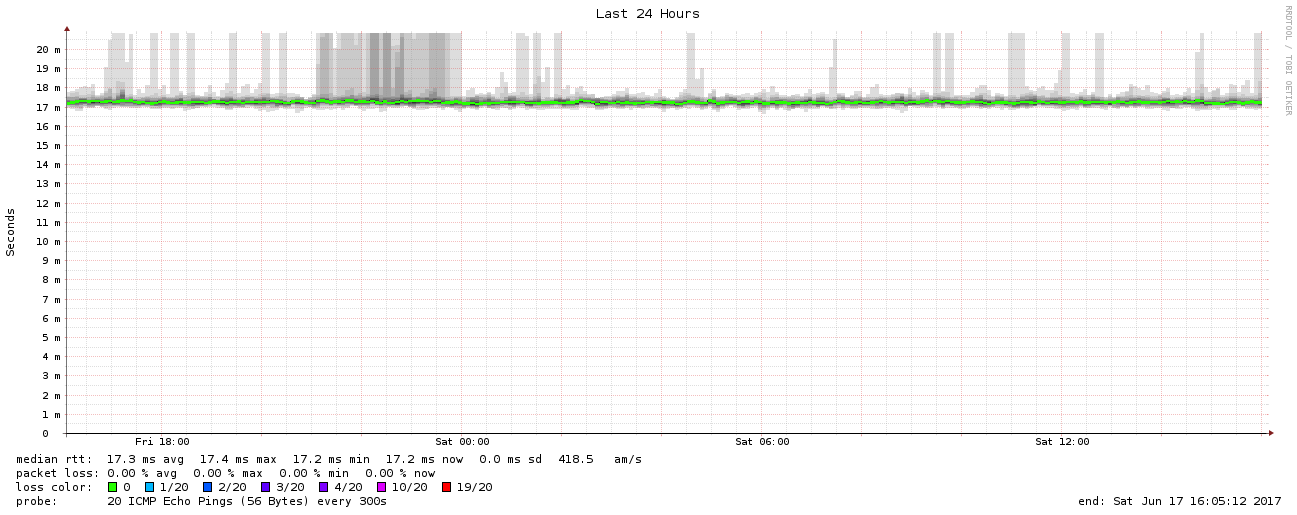 Last 24 Hours
RRDTOOL / TOBI OETIKER
Seconds
20 m
19 m
18 m
17 m
16 m
15 m
14 m
13 m
12 m
11 m
10 m
9 m
8 m
7 m
6 m
5 m
4 m
3 m
2 m
1 m
0
Fri 18:00 Sat 00:00 Sat 06:00 Sat 12:00
median rtt: 17.3 ms avg 17.4 ms max 17.2 ms min 17.2 ms now 0.0 ms sd 418.5 am/s
packet loss: 0.00 % avg 0.00 % max 0.00 % min 0.00 % now
loss color: 0 1/20 2/20 3/20 4/20 10/20 19/20
probe: 20 ICMP Echo Pings (56 Bytes) every 300s end: Sat Jun 17 16:05:12 2017